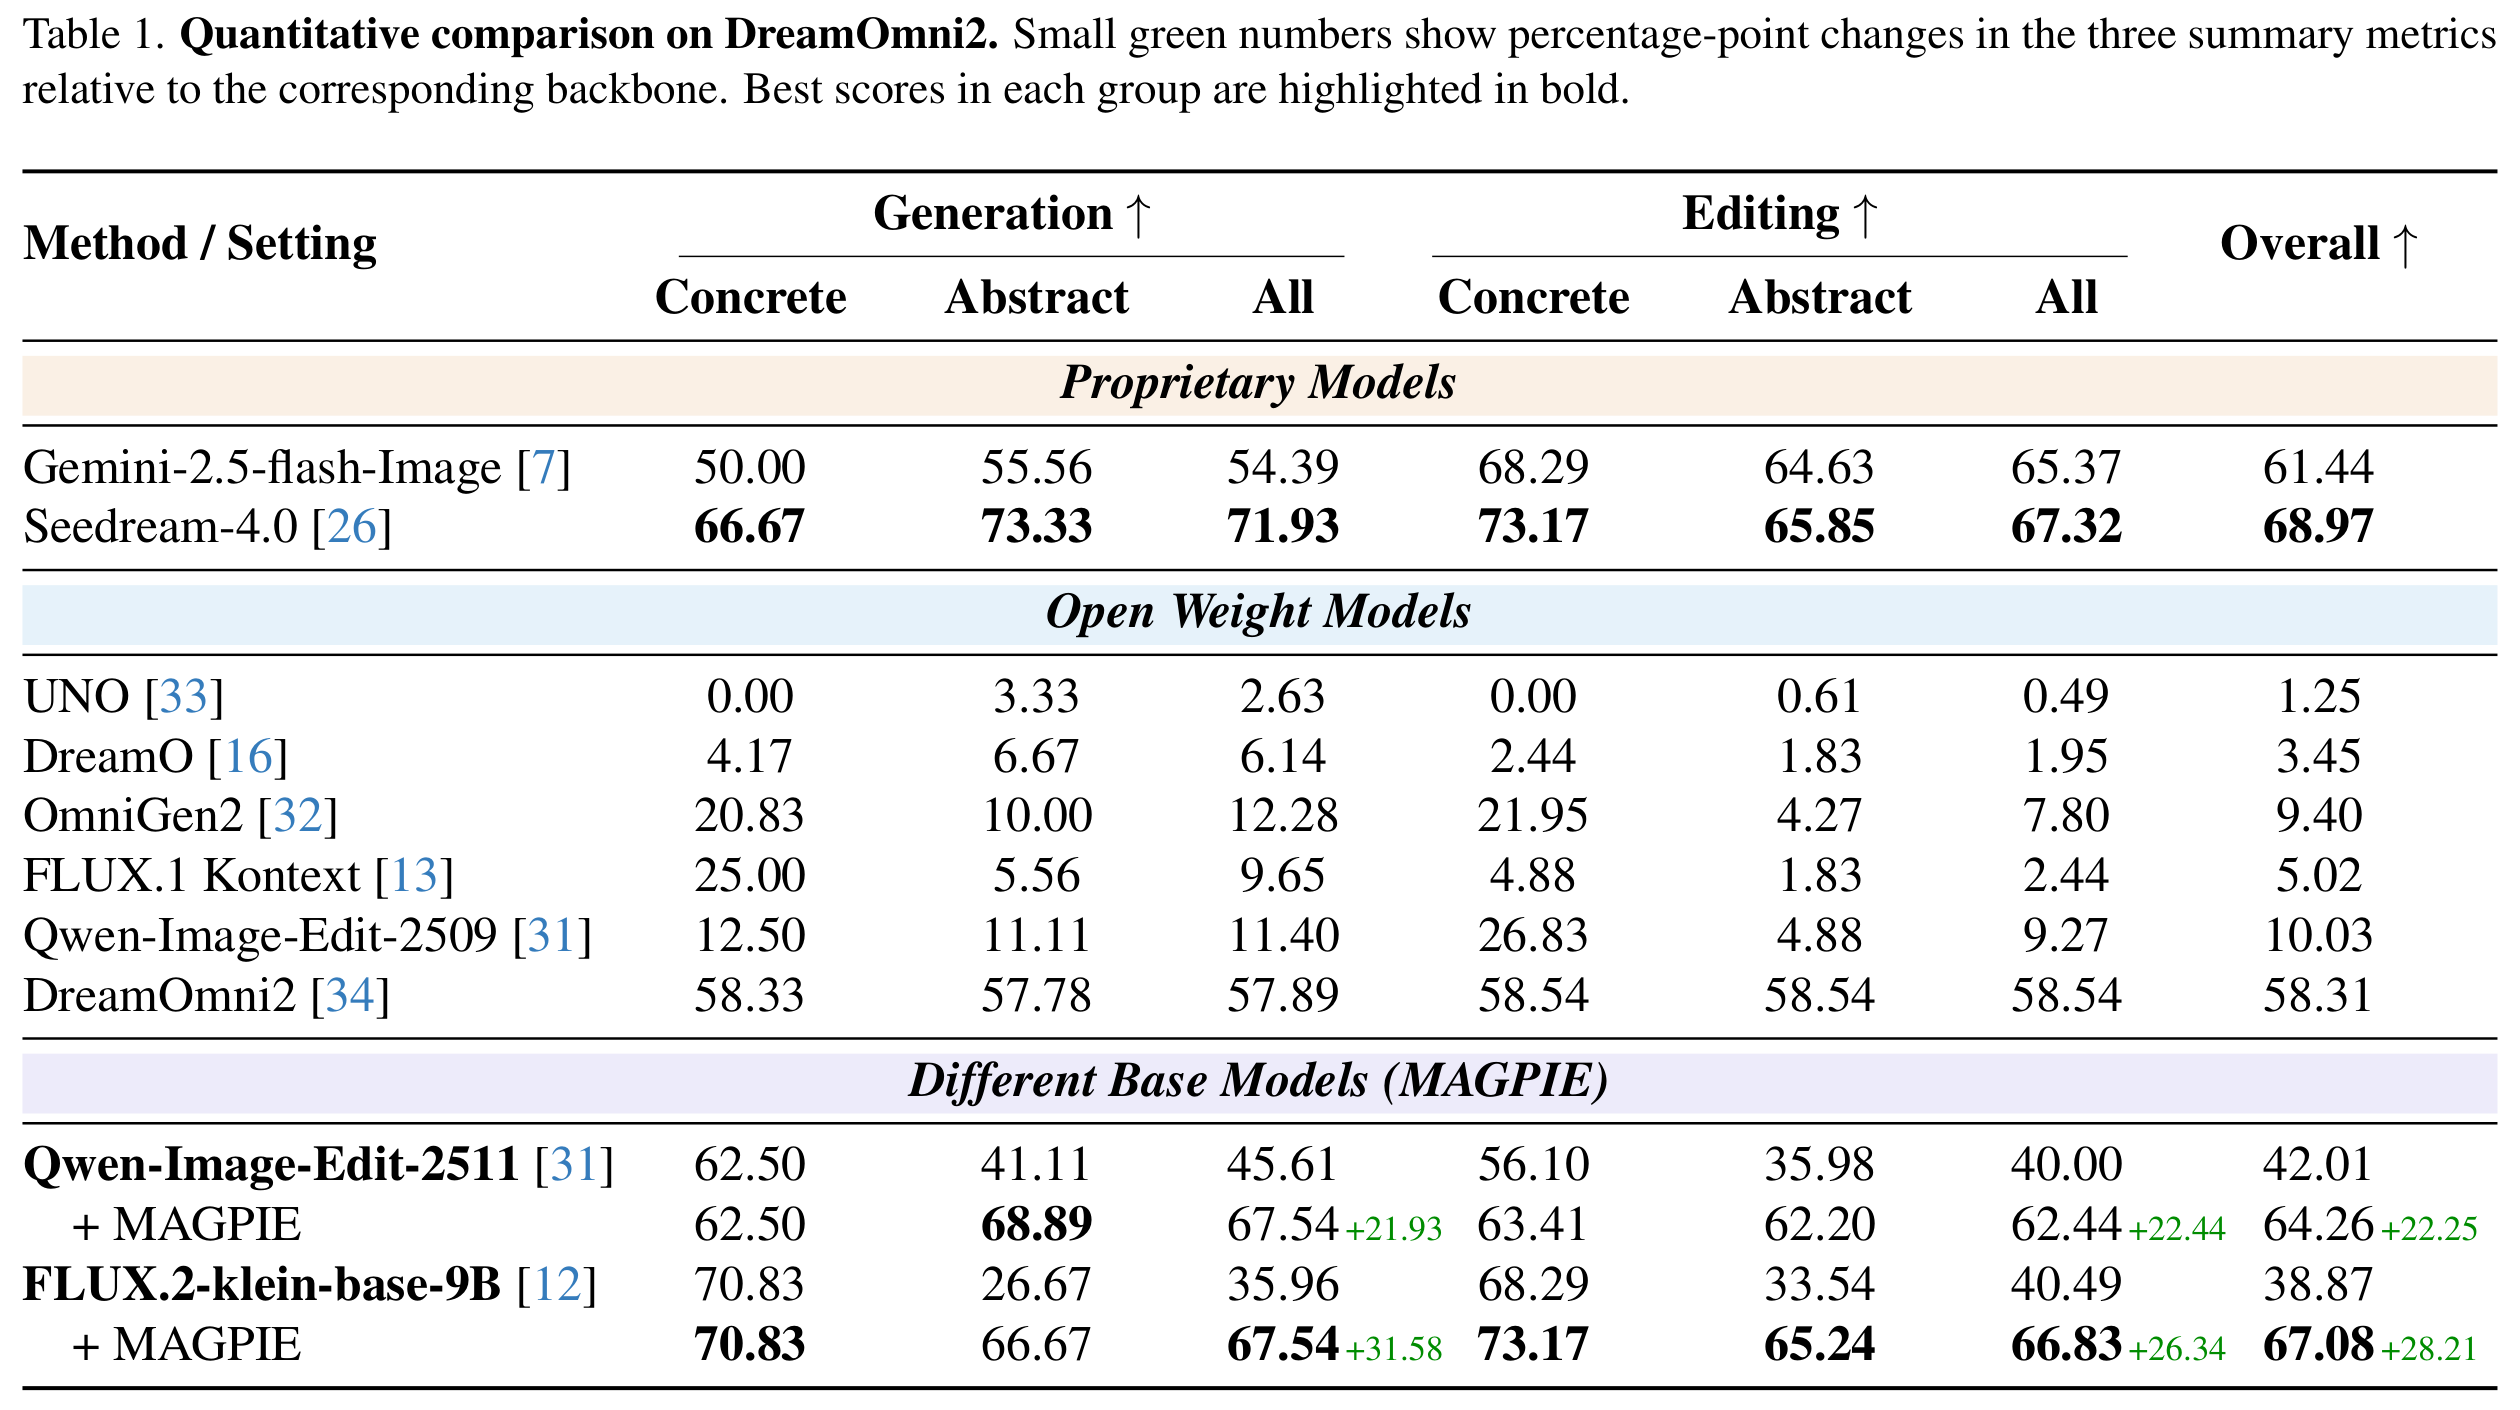 Table 1. Quantitative comparison on DreamOmni2. Small green numbers show percentage-point changes in the three summary metrics
relative to the corresponding backbone. Best scores in each group are highlighted in bold.
Method / Setting Generation ↑ Editing ↑ Overall ↑
Concrete Abstract All Concrete Abstract All
Proprietary Models
Gemini-2.5-flash-Image [7] 50.00 55.56 54.39 68.29 64.63 65.37 61.44
Seedream-4.0 [26] 66.67 73.33 71.93 73.17 65.85 67.32 68.97
Open Weight Models
UNO [33] 0.00 3.33 2.63 0.00 0.61 0.49 1.25
DreamO [16] 4.17 6.67 6.14 2.44 1.83 1.95 3.45
OmniGen2 [32] 20.83 10.00 12.28 21.95 4.27 7.80 9.40
FLUX.1 Kontext [13] 25.00 5.56 9.65 4.88 1.83 2.44 5.02
Qwen-Image-Edit-2509 [31] 12.50 11.11 11.40 26.83 4.88 9.27 10.03
DreamOmni2 [34] 58.33 57.78 57.89 58.54 58.54 58.54 58.31
Different Base Models (MAGPIE)
Qwen-Image-Edit-2511 [31] 62.50 41.11 45.61 56.10 35.98 40.00 42.01
+ MAGPIE 62.50 68.89 67.54 +21.93 63.41 62.20 62.44 +22.44 64.26 +22.25
FLUX.2-klein-base-9B [12] 70.83 26.67 35.96 68.29 33.54 40.49 38.87
+ MAGPIE 70.83 66.67 67.54 +31.58 73.17 65.24 66.83 +26.34 67.08 +28.21